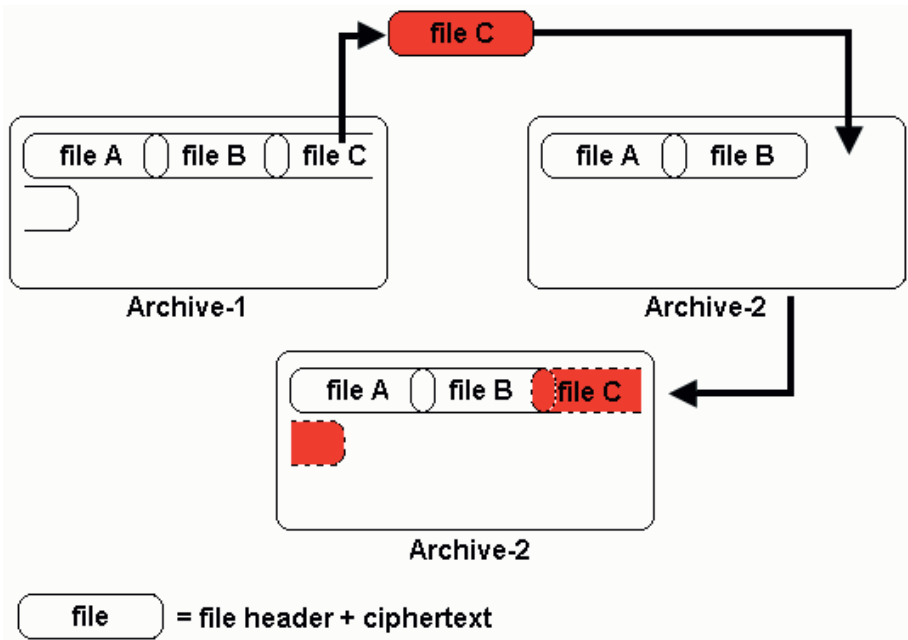 file C
file A file B file C
Archive-1
file A file B
Archive-2
file A file B file C
Archive-2
file = file header + ciphertext